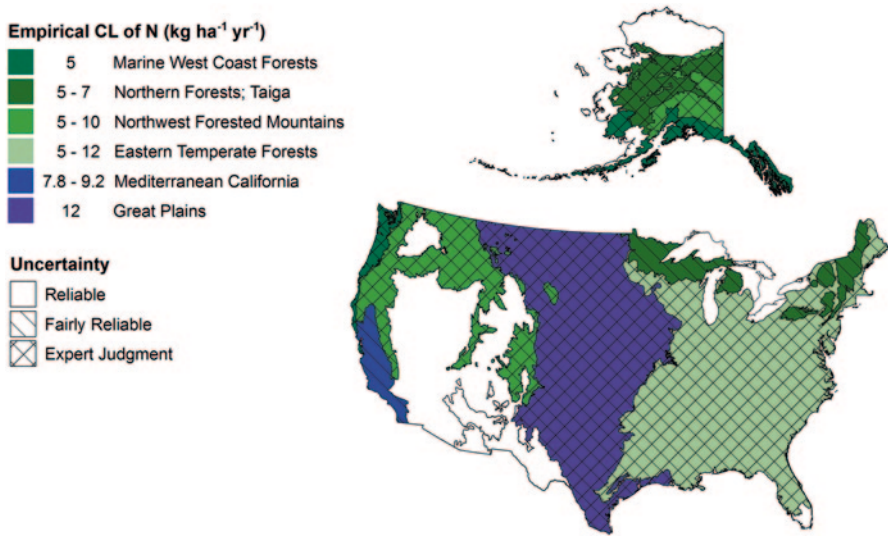 Empirical CL of N (kg ha⁻¹ yr⁻¹)
5 Marine West Coast Forests
5 - 7 Northern Forests; Taiga
5 - 10 Northwest Forested Mountains
5 - 12 Eastern Temperate Forests
7.8 - 9.2 Mediterranean California
12 Great Plains
Uncertainty
Reliable
Fairly Reliable
Expert Judgment